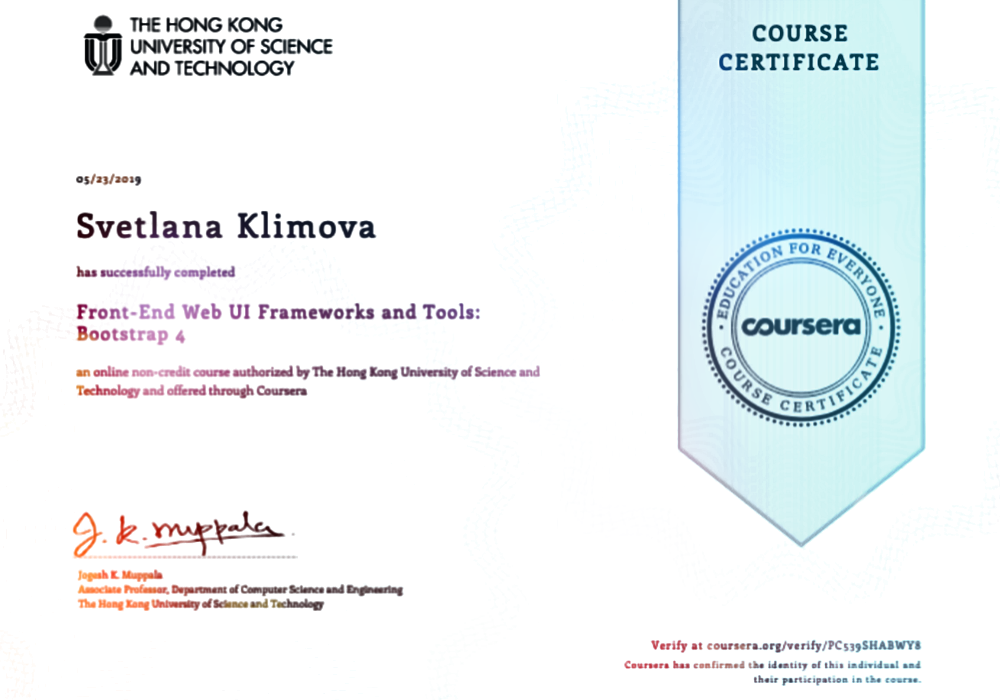 THE HONG KONG
UNIVERSITY OF SCIENCE
AND TECHNOLOGY
COURSE
CERTIFICATE
05/23/2019
Svetlana Klimova
has successfully completed
Front-End Web UI Frameworks and Tools:
Bootstrap 4
an online non-credit course authorized by The Hong Kong University of Science and
Technology and offered through Coursera
EDUCATION FOR EVERYONE
coursera
COURSE CERTIFICATE
J. K. Muppala
Jogesh K. Muppala
Associate Professor, Department of Computer Science and Engineering
The Hong Kong University of Science and Technology
Verify at coursera.org/verify/PC539SHABWY8
Coursera has confirmed the identity of this individual and
their participation in the course.